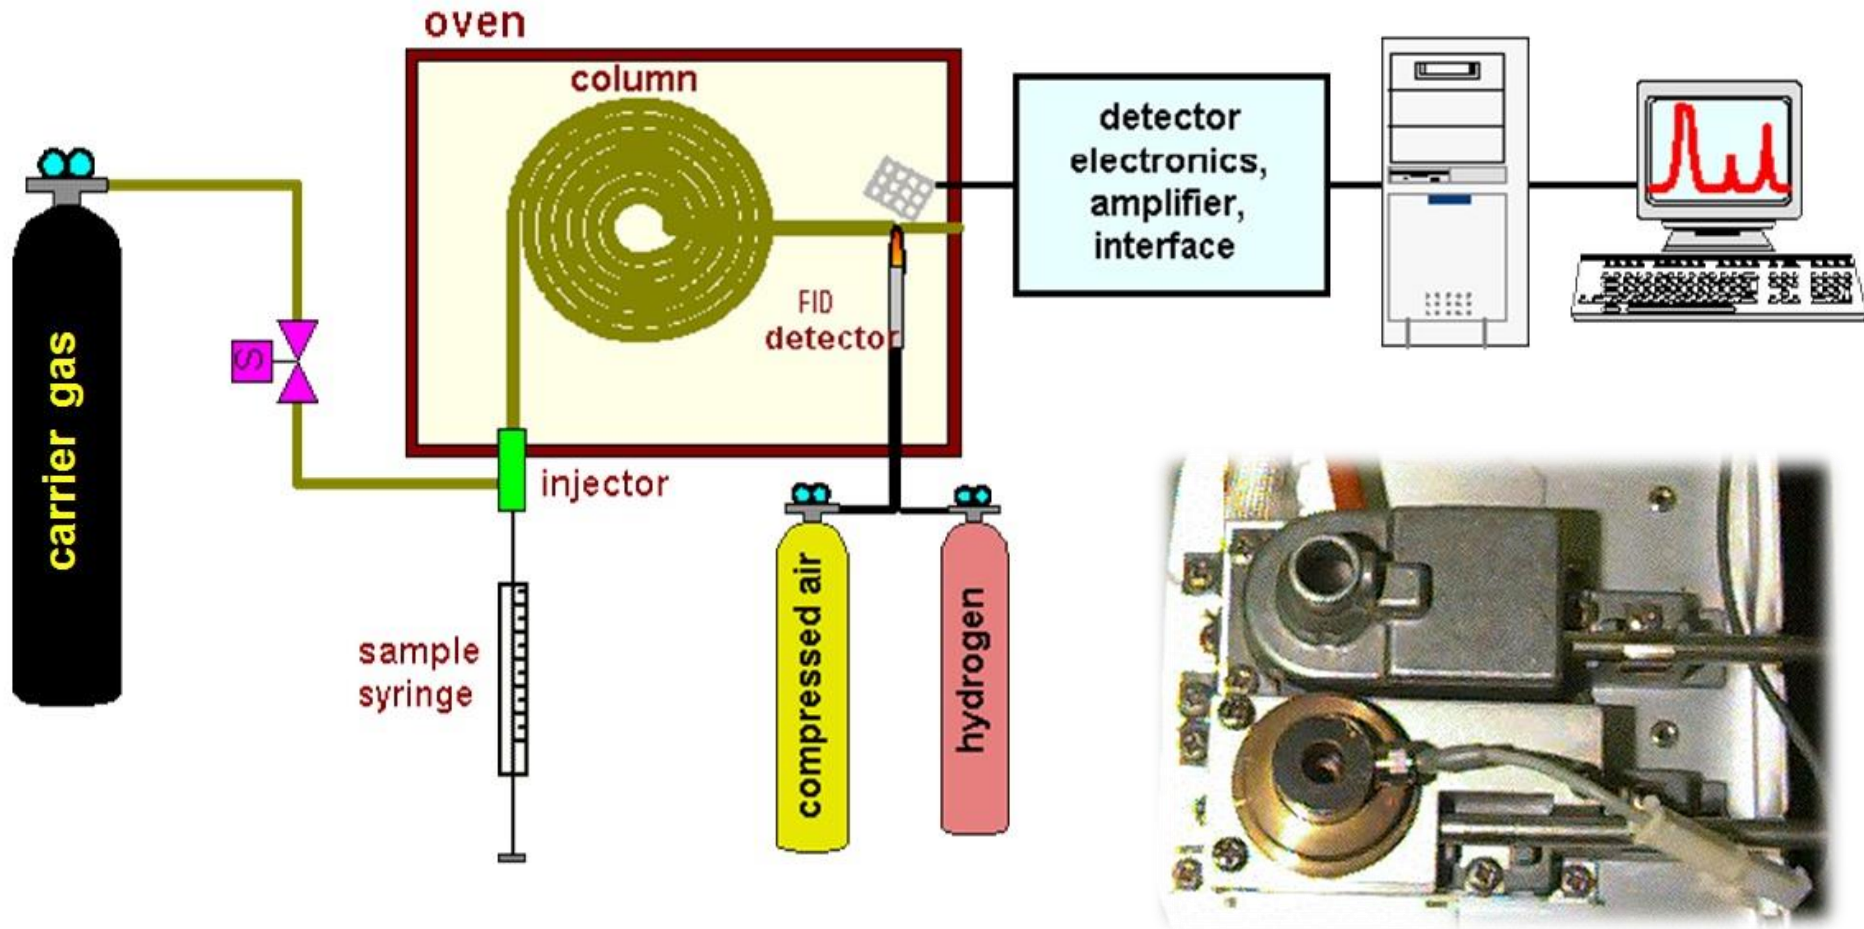 oven
column
carrier gas
S
injector
sample
syringe
FID
detector
compressed air
hydrogen
detector
electronics,
amplifier,
interface